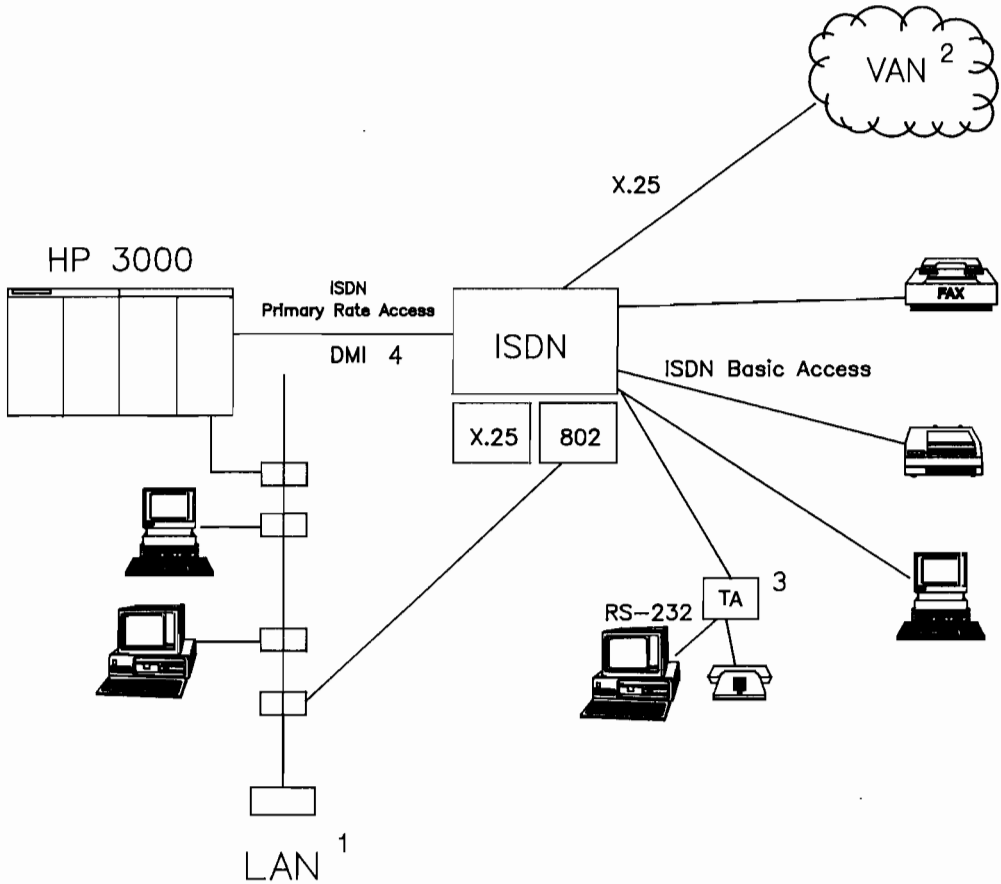 VAN 2
X.25
HP 3000
ISDN
Primary Rate Access
DMI 4
ISDN
FAX
ISDN Basic Access
X.25
802
TA
3
RS-232
LAN 1